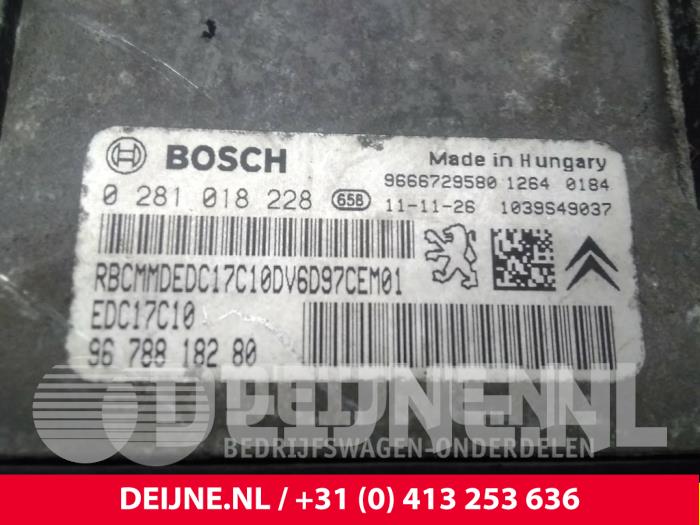 BOSCH
Made in Hungary
9666729580 1264 0184
0 281 018 228 658 11-11-26 1039S49037
RBCMMDEDC17C10DV6D97CEM01
EDC17C10
96 788 182 80
DEIJNE.NL
BEDRIJFSWAGEN-ONDERDELEN
DEIJNE.NL / +31 (0) 413 253 636